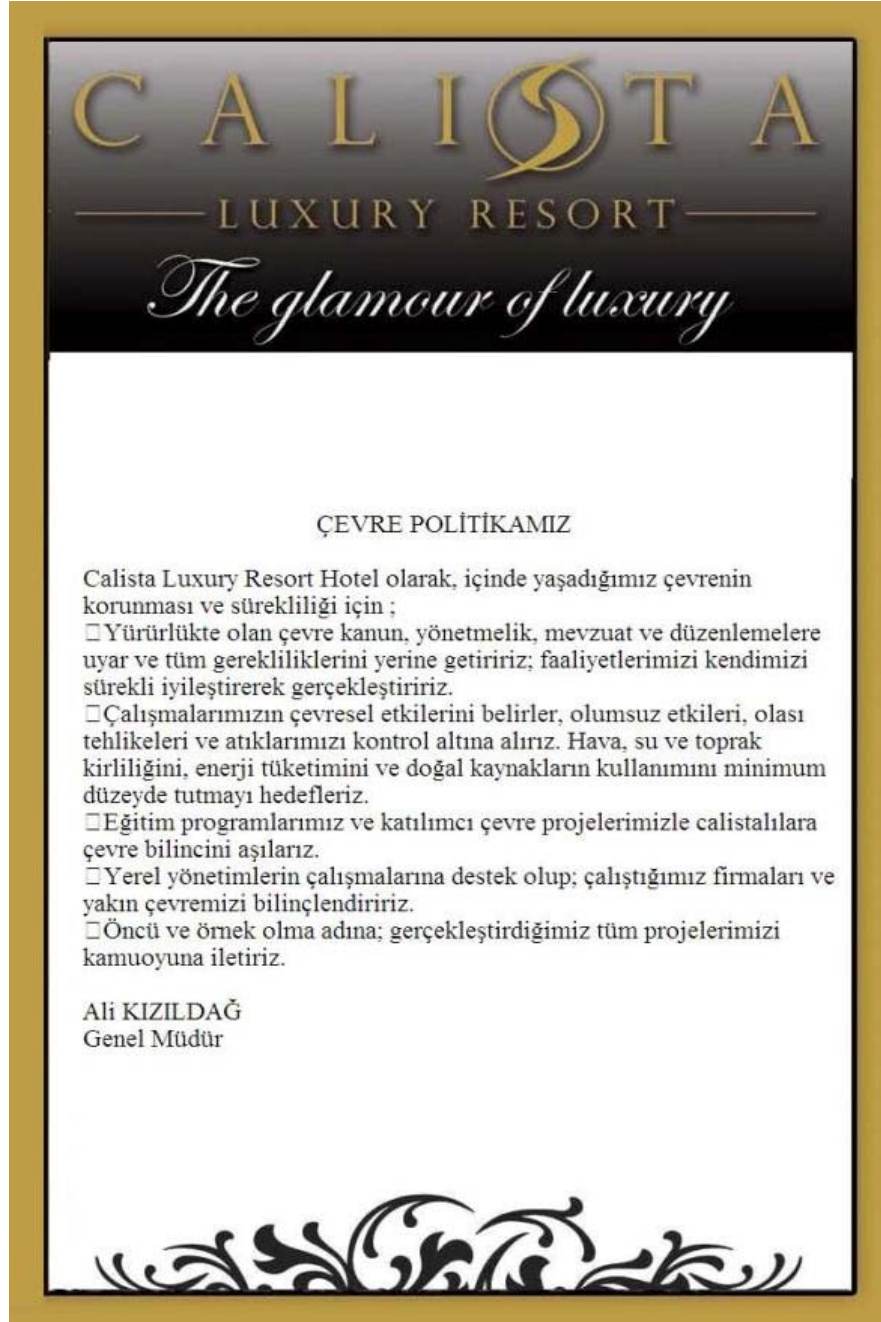 CALISTA
LUXURY RESORT
The glamour of luxury
ÇEVRE POLİTİKAMIZ
Calista Luxury Resort Hotel olarak, içinde yaşadığımız çevrenin
korunması ve sürekliliği için ;
□Yürürlükte olan çevre kanun, yönetmelik, mevzuat ve düzenlemelere
uyar ve tüm gerekliliklerini yerine getiririz; faaliyetlerimizi kendimizi
sürekli iyileştirerek gerçekleştiririz.
□Çalışmalarımızın çevresel etkilerini belirler, olumsuz etkileri, olası
tehlikeleri ve atıklarımızı kontrol altına alırız. Hava, su ve toprak
kirliliğini, enerji tüketimini ve doğal kaynakların kullanımını minimum
düzeyde tutmayı hedefleriz.
□Eğitim programlarımız ve katılımcı çevre projelerimizle calistalılara
çevre bilincini aşılarız.
□Yerel yönetimlerin çalışmalarına destek olup; çalıştığımız firmaları ve
yakın çevremizi bilinçlendiririz.
□Öncü ve örnek olma adına; gerçekleştirdiğimiz tüm projelerimizi
kamuoyuna iletiriz.
Ali KIZILDAĞ
Genel Müdür